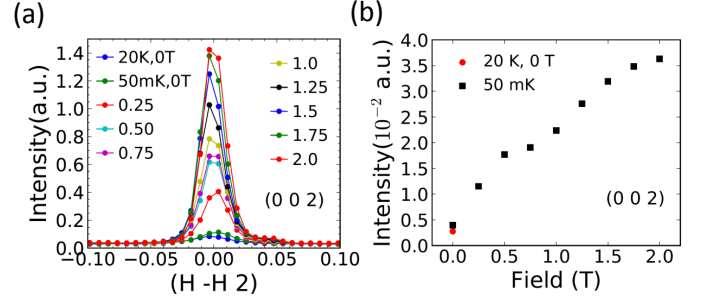 (a)
Intensity(a.u.)
1.4
1.2
1.0
0.8
0.6
0.4
0.2
0.0
20K,0T
50mK,0T
0.25
0.50
0.75
1.0
1.25
1.5
1.75
2.0
(0 0 2)
−0.10 −0.05 0.00 0.05 0.10
(H -H 2)
(b)
Intensity(10⁻² a.u.)
4.0
3.5
3.0
2.5
2.0
1.5
1.0
0.5
0.0
20 K, 0 T
50 mK
(0 0 2)
0.0 0.5 1.0 1.5 2.0
Field (T)